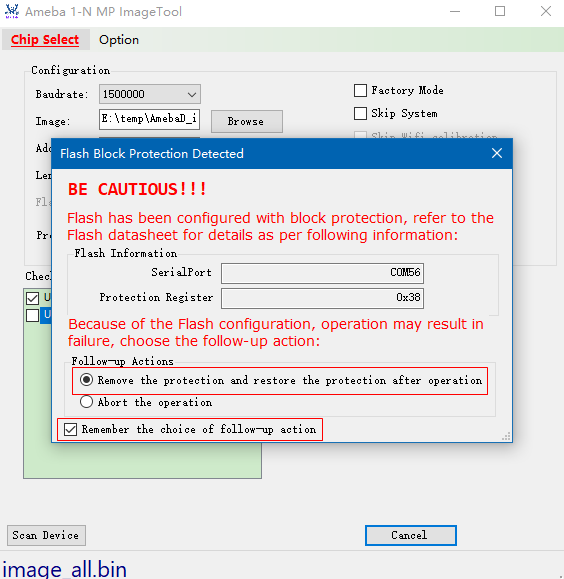 Ameba 1-N MP ImageTool
Chip Select Option
Configuration
Baudrate: 1500000
Factory Mode
Image: E:\temp\AmebaD_i Browse
Skip System
Skip Wifi calibration
Flash Block Protection Detected
BE CAUTIOUS!!!
Flash has been configured with block protection, refer to the
Flash datasheet for details as per following information:
Flash Information
SerialPort COM56
Protection Register 0x38
Because of the Flash configuration, operation may result in
failure, choose the follow-up action:
Follow-up Actions
Remove the protection and restore the protection after operation
Abort the operation
Remember the choice of follow-up action
Scan Device Cancel
image_all.bin